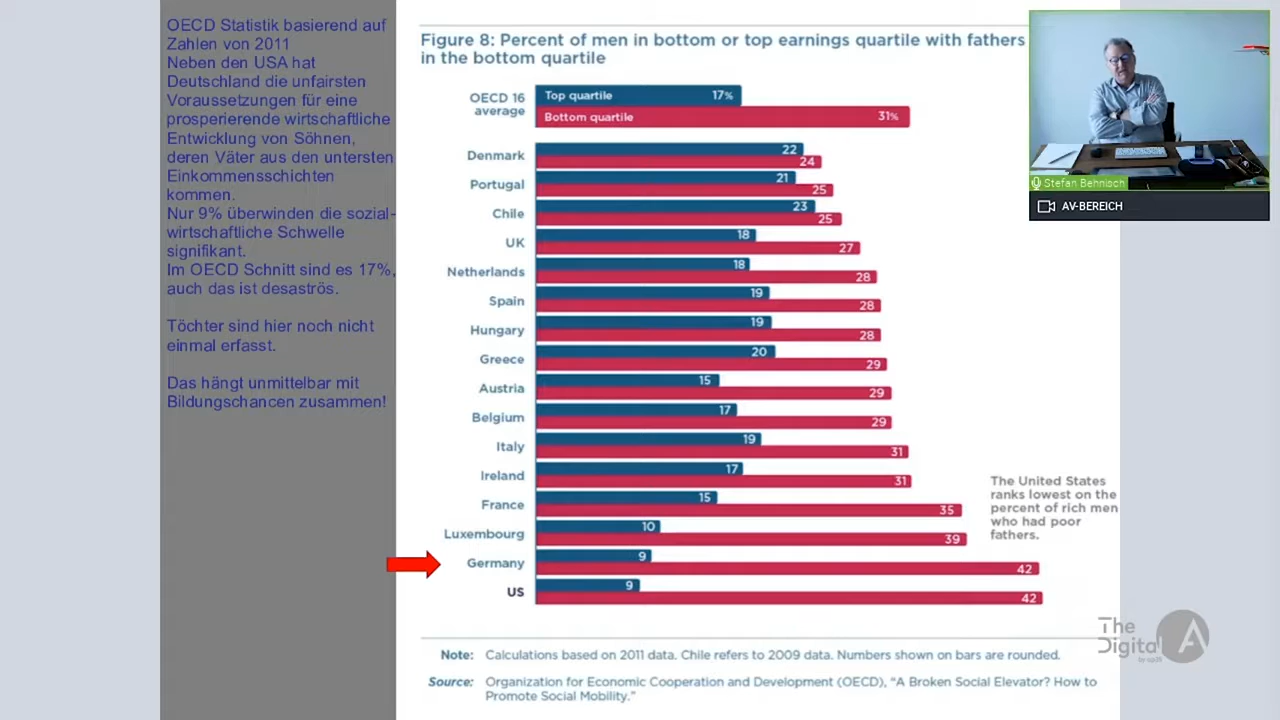 OECD Statistik basierend auf
Zahlen von 2011
Neben den USA hat
Deutschland die unfairsten
Voraussetzungen für eine
prosperierende wirtschaftliche
Entwicklung von Söhnen,
deren Väter aus den untersten
Einkommensschichten
kommen.
Nur 9% überwinden die sozial-
wirtschaftliche Schwelle
signifikant.
Im OECD Schnitt sind es 17%,
auch das ist desaströs.
Töchter sind hier noch nicht
einmal erfasst.
Das hängt unmittelbar mit
Bildungschancen zusammen!
Figure 8: Percent of men in bottom or top earnings quartile with fathers
in the bottom quartile
OECD 16
average
Top quartile 17%
Bottom quartile 31%
Denmark 22
24
Portugal 21
25
Chile 23
25
UK 18
27
Netherlands 18
28
Spain 19
28
Hungary 19
28
Greece 20
29
Austria 15
29
Belgium 17
29
Italy 19
31
Ireland 17
31
France 15
35
Luxembourg 10
39
Germany 9
42
US 9
42
The United States
ranks lowest on the
percent of rich men
who had poor
fathers.
Note: Calculations based on 2011 data. Chile refers to 2009 data. Numbers shown on bars are rounded.
Source: Organization for Economic Cooperation and Development (OECD), “A Broken Social Elevator? How to
Promote Social Mobility.”
Stefan Behnisch
AV-BEREICH
The
Digital A